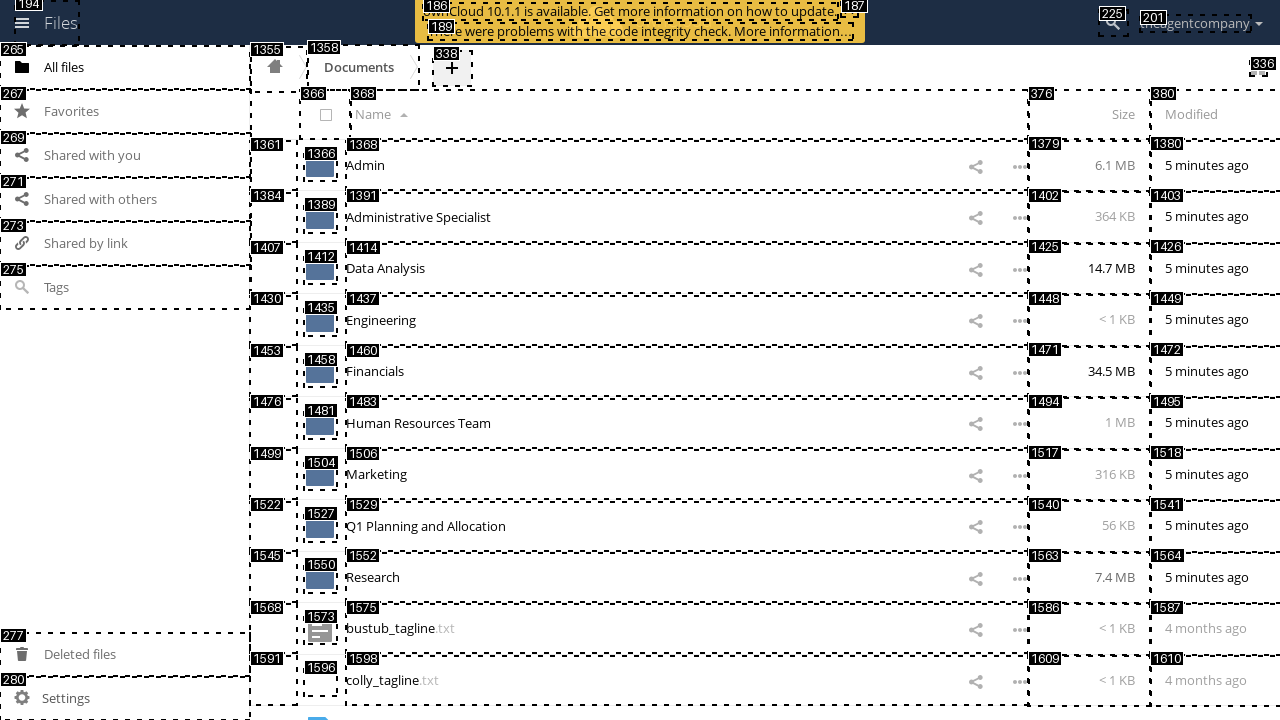 194
Files
186
ownCloud 10.1.1 is available. Get more information on how to update.
187
189
There were problems with the code integrity check. More information…
225
201
theagentcompany
265
All files
267
Favorites
269
Shared with you
271
Shared with others
273
Shared by link
275
Tags
277
Deleted files
280
Settings
1355
1358
Documents
338
+
336
366
368
Name
376
Size
380
Modified
1361
1366
1368
Admin
1379
6.1 MB
1380
5 minutes ago
1384
1389
1391
Administrative Specialist
1402
364 KB
1403
5 minutes ago
1407
1412
1414
Data Analysis
1425
14.7 MB
1426
5 minutes ago
1430
1435
1437
Engineering
1448
< 1 KB
1449
5 minutes ago
1453
1458
1460
Financials
1471
34.5 MB
1472
5 minutes ago
1476
1481
1483
Human Resources Team
1494
1 MB
1495
5 minutes ago
1499
1504
1506
Marketing
1517
316 KB
1518
5 minutes ago
1522
1527
1529
Q1 Planning and Allocation
1540
56 KB
1541
5 minutes ago
1545
1550
1552
Research
1563
7.4 MB
1564
5 minutes ago
1568
1573
1575
bustub_tagline.txt
1586
< 1 KB
1587
4 months ago
1591
1596
1598
colly_tagline.txt
1609
< 1 KB
1610
4 months ago